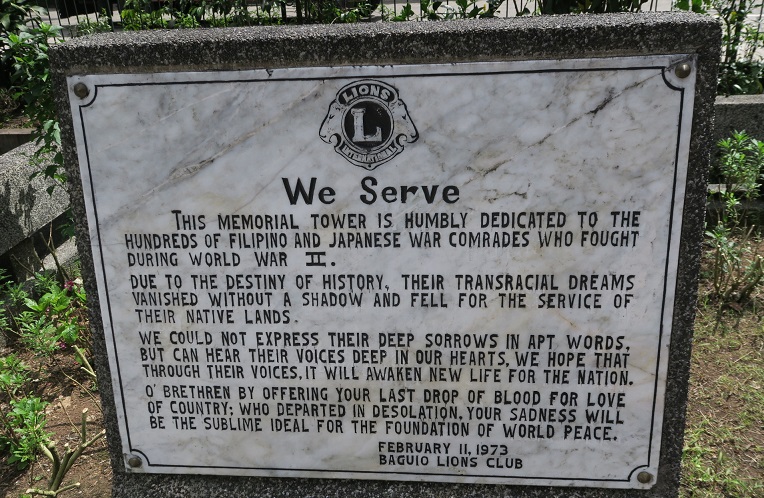 LIONS
L
INTERNATIONAL
We Serve
THIS MEMORIAL TOWER IS HUMBLY DEDICATED TO THE
HUNDREDS OF FILIPINO AND JAPANESE WAR COMRADES WHO FOUGHT
DURING WORLD WAR II.
DUE TO THE DESTINY OF HISTORY, THEIR TRANSRACIAL DREAMS
VANISHED WITHOUT A SHADOW AND FELL FOR THE SERVICE OF
THEIR NATIVE LANDS.
WE COULD NOT EXPRESS THEIR DEEP SORROWS IN APT WORDS,
BUT CAN HEAR THEIR VOICES DEEP IN OUR HEARTS, WE HOPE THAT
THROUGH THEIR VOICES, IT WILL AWAKEN NEW LIFE FOR THE NATION.
O' BRETHREN BY OFFERING YOUR LAST DROP OF BLOOD FOR LOVE
OF COUNTRY; WHO DEPARTED IN DESOLATION, YOUR SADNESS WILL
BE THE SUBLIME IDEAL FOR THE FOUNDATION OF WORLD PEACE.
FEBRUARY 11, 1973
BAGUIO LIONS CLUB